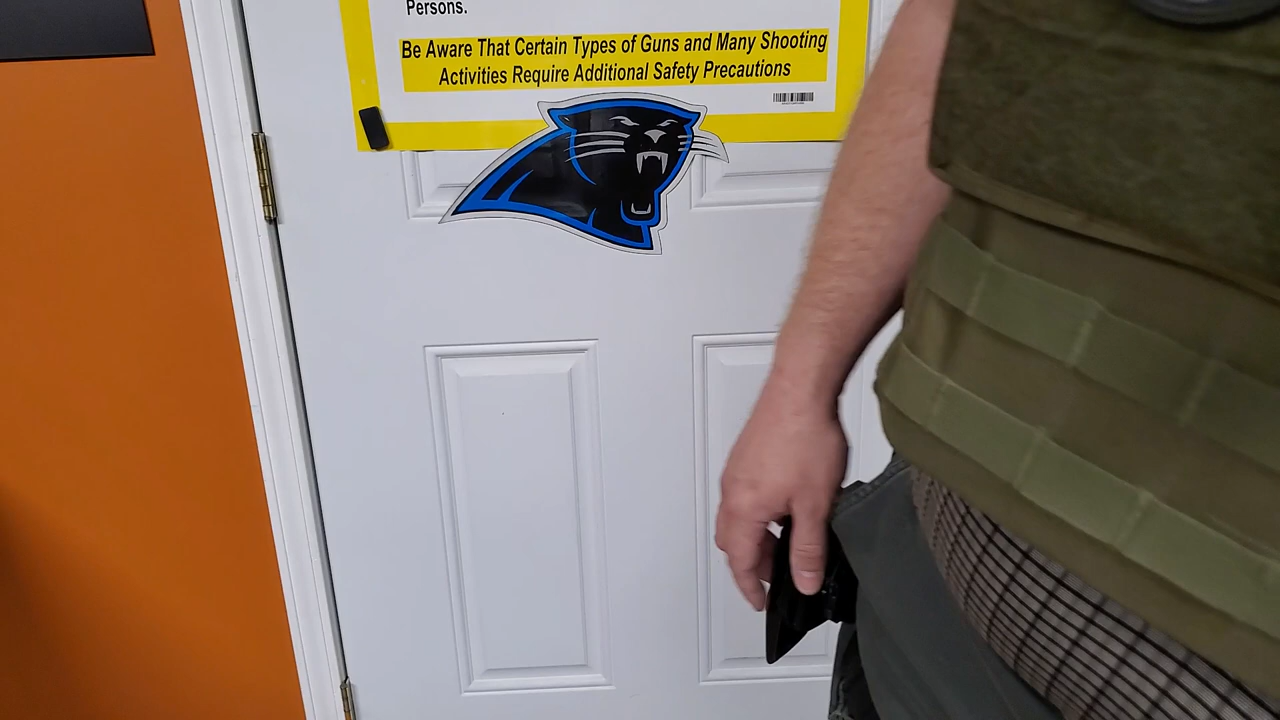 Persons.
Be Aware That Certain Types of Guns and Many Shooting
Activities Require Additional Safety Precautions